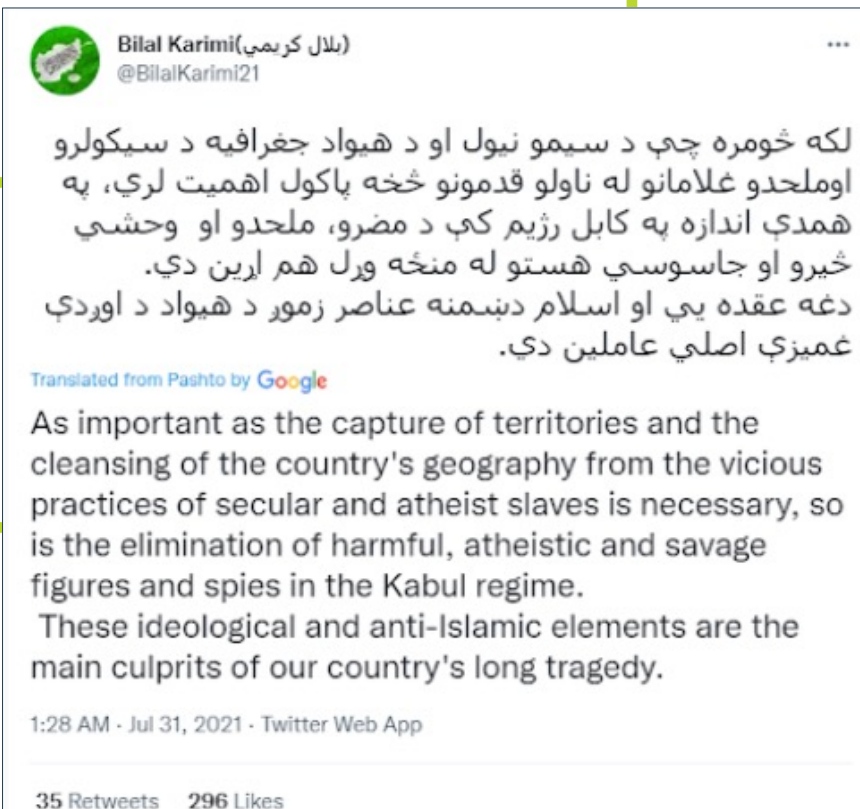 Bilal Karimi(بلال کریمي)
@BilalKarimi21
لکه څومره چې د سیمو نیول او د هیواد جغرافیه د سیکولرو
اوملحدو غلامانو له ناولو قدمونو څخه پاکول اهمیت لري، په
همدې اندازه په کابل رژیم کې د مضرو، ملحدو او وحشي
څیرو او جاسوسي هستو له منځه وړل هم اړین دي.
دغه عقده یي او اسلام دښمنه عناصر زموږ د هیواد د اوږدې
غمیزې اصلي عاملین دي.
Translated from Pashto by Google
As important as the capture of territories and the
cleansing of the country's geography from the vicious
practices of secular and atheist slaves is necessary, so
is the elimination of harmful, atheistic and savage
figures and spies in the Kabul regime.
These ideological and anti-Islamic elements are the
main culprits of our country's long tragedy.
1:28 AM · Jul 31, 2021 · Twitter Web App
35 Retweets 296 Likes